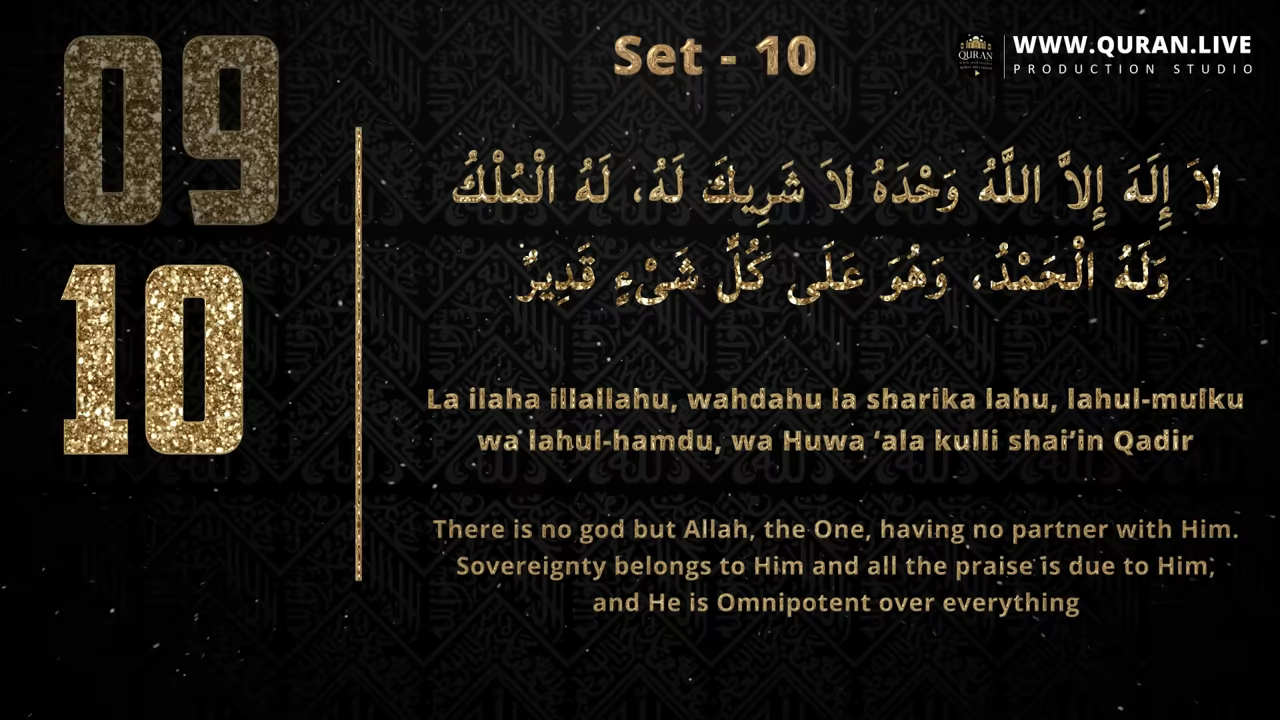 09
10
Set - 10
QURAN
WWW.QURAN.LIVE
PRODUCTION STUDIO
لاَ إِلَهَ إِلاَّ اللَّهُ وَحْدَهُ لاَ شَرِيكَ لَهُ، لَهُ الْمُلْكُ
وَلَهُ الْحَمْدُ، وَهُوَ عَلَى كُلِّ شَىْءٍ قَدِيرٌ
La ilaha illallahu, wahdahu la sharika lahu, lahul-mulku
wa lahul-hamdu, wa Huwa ‘ala kulli shai’in Qadir
There is no god but Allah, the One, having no partner with Him.
Sovereignty belongs to Him and all the praise is due to Him,
and He is Omnipotent over everything